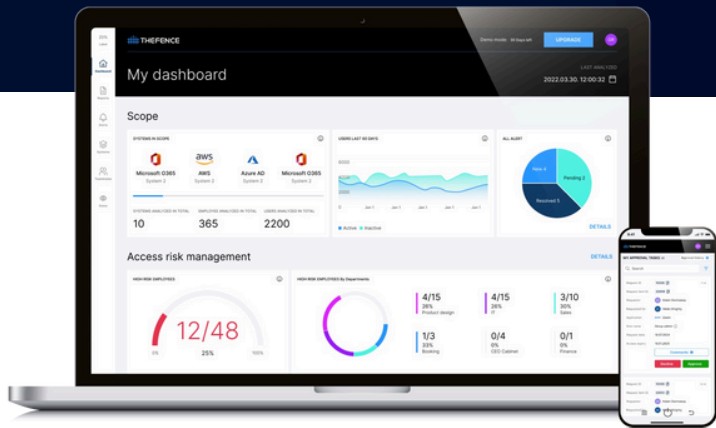 THEFENCE
Demo mode
UPGRADE
My dashboard
LAST ANALYZED
2022.03.30. 12:00:32
Dashboard
Scope
SYSTEMS IN SCOPE
Microsoft O365
System 2
aws
AWS
System 2
Azure AD
System 2
Microsoft O365
System 2
SYSTEMS ANALYZED IN TOTAL
10
EMPLOYEES ANALYZED IN TOTAL
365
USERS ANALYZED IN TOTAL
2200
USERS LAST 60 DAYS
Active
Inactive
ALL ALERT
New 4
Pending 2
Resolved 5
DETAILS
Access risk management
DETAILS
HIGH RISK EMPLOYEES
12/48
0%
25%
100%
HIGH RISK EMPLOYEES By Departments
4/15
26%
Product design
4/15
26%
IT
3/10
30%
Sales
1/3
33%
Booking
0/4
0%
CEO Cabinet
0/1
0%
Finance
THEFENCE
MY APPROVAL TASKS
Search
Comments
Decline
Approve